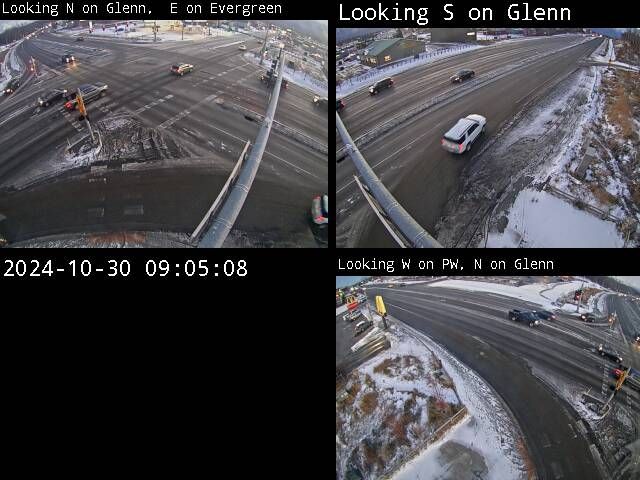 Looking N on Glenn, E on Evergreen
Looking S on Glenn
2024-10-30 09:05:08
Looking W on PW, N on Glenn